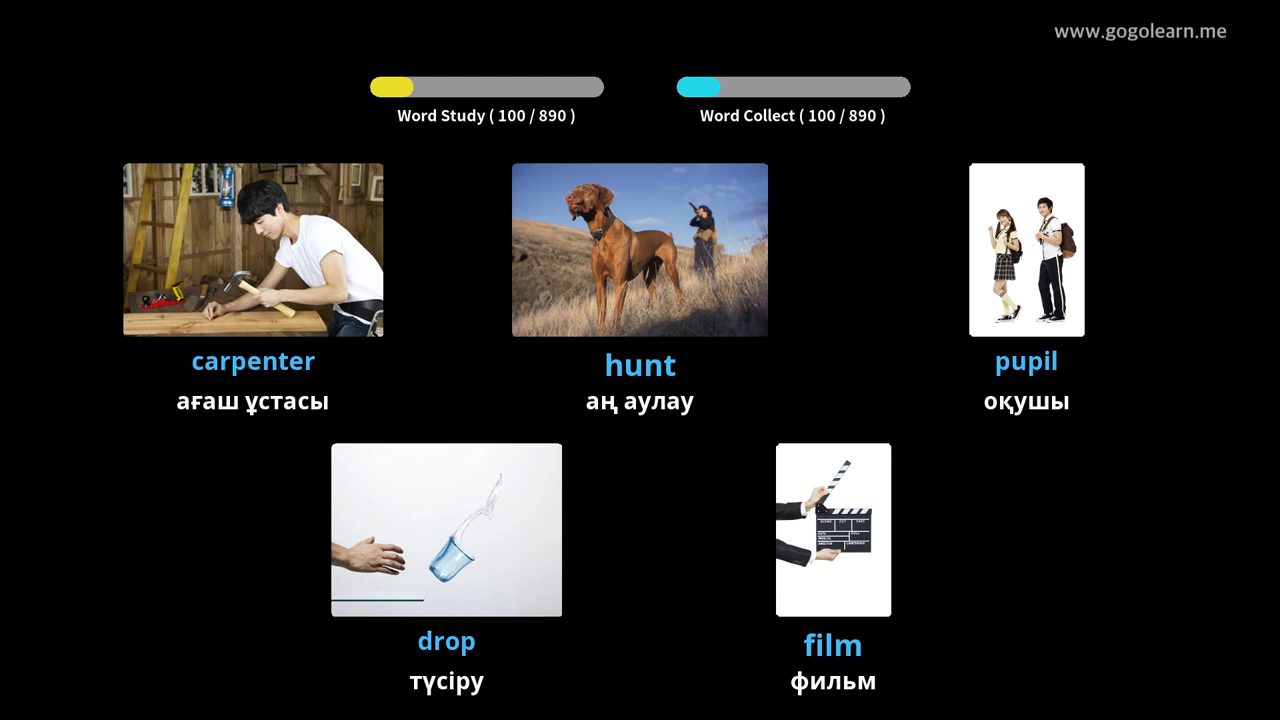 www.gogolearn.me
Word Study ( 100 / 890 )
Word Collect ( 100 / 890 )
carpenter
ағаш ұстасы
hunt
аң аулау
pupil
оқушы
drop
түсіру
film
фильм